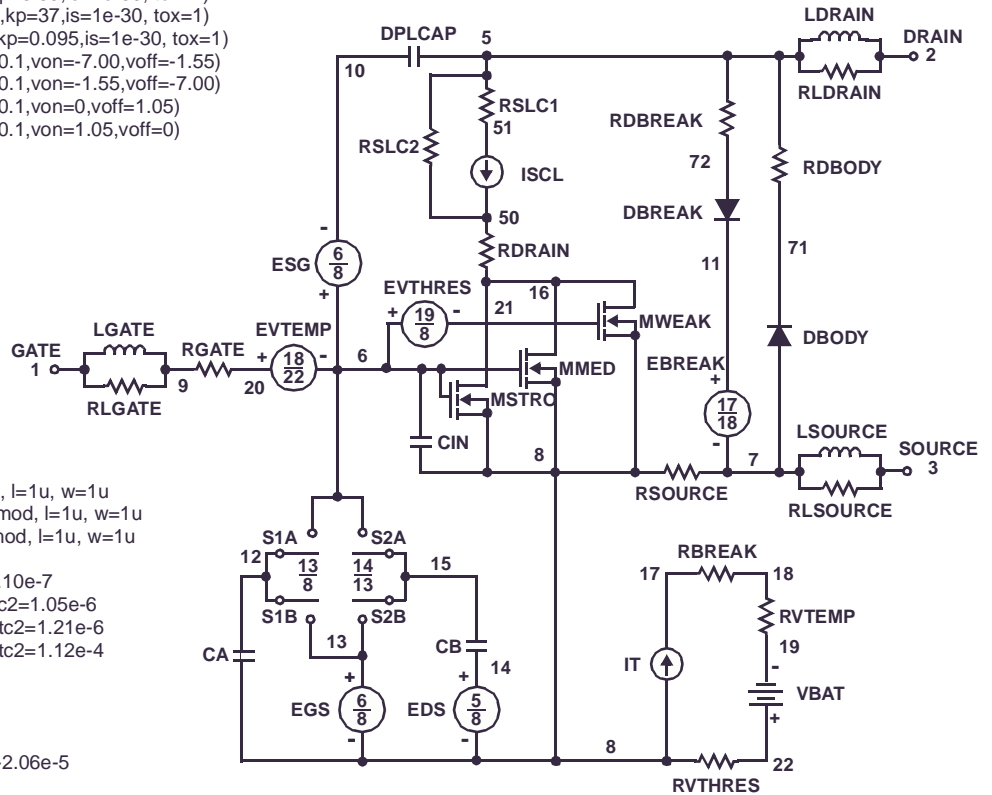 ,kp=37,is=1e-30, tox=1)
kp=0.095,is=1e-30, tox=1)
0.1,von=-7.00,voff=-1.55)
0.1,von=-1.55,voff=-7.00)
0.1,von=0,voff=1.05)
0.1,von=1.05,voff=0)
LDRAIN
DRAIN
2
RLDRAIN
DPLCAP
5
10
RSLC1
51
RSLC2
ISCL
50
RDRAIN
RDBREAK
72
DBREAK
11
RDBODY
71
DBODY
ESG
-
6
8
+
EVTHRES
+
19
8
-
16
21
MWEAK
MMED
MSTRO
EBREAK
+
17
18
-
GATE
1
LGATE
RLGATE
9
RGATE
20
EVTEMP
+
18
22
-
6
CIN
8
RSOURCE
7
LSOURCE
SOURCE
3
RLSOURCE
, l=1u, w=1u
mod, l=1u, w=1u
mod, l=1u, w=1u
.10e-7
c2=1.05e-6
tc2=1.21e-6
tc2=1.12e-4
-2.06e-5
S1A
S2A
12
13
8
14
13
15
S1B
S2B
13
CA
CB
14
+
EGS
6
8
-
+
EDS
5
8
-
8
RBREAK
17
18
RVTEMP
19
IT
-
VBAT
+
22
RVTHRES